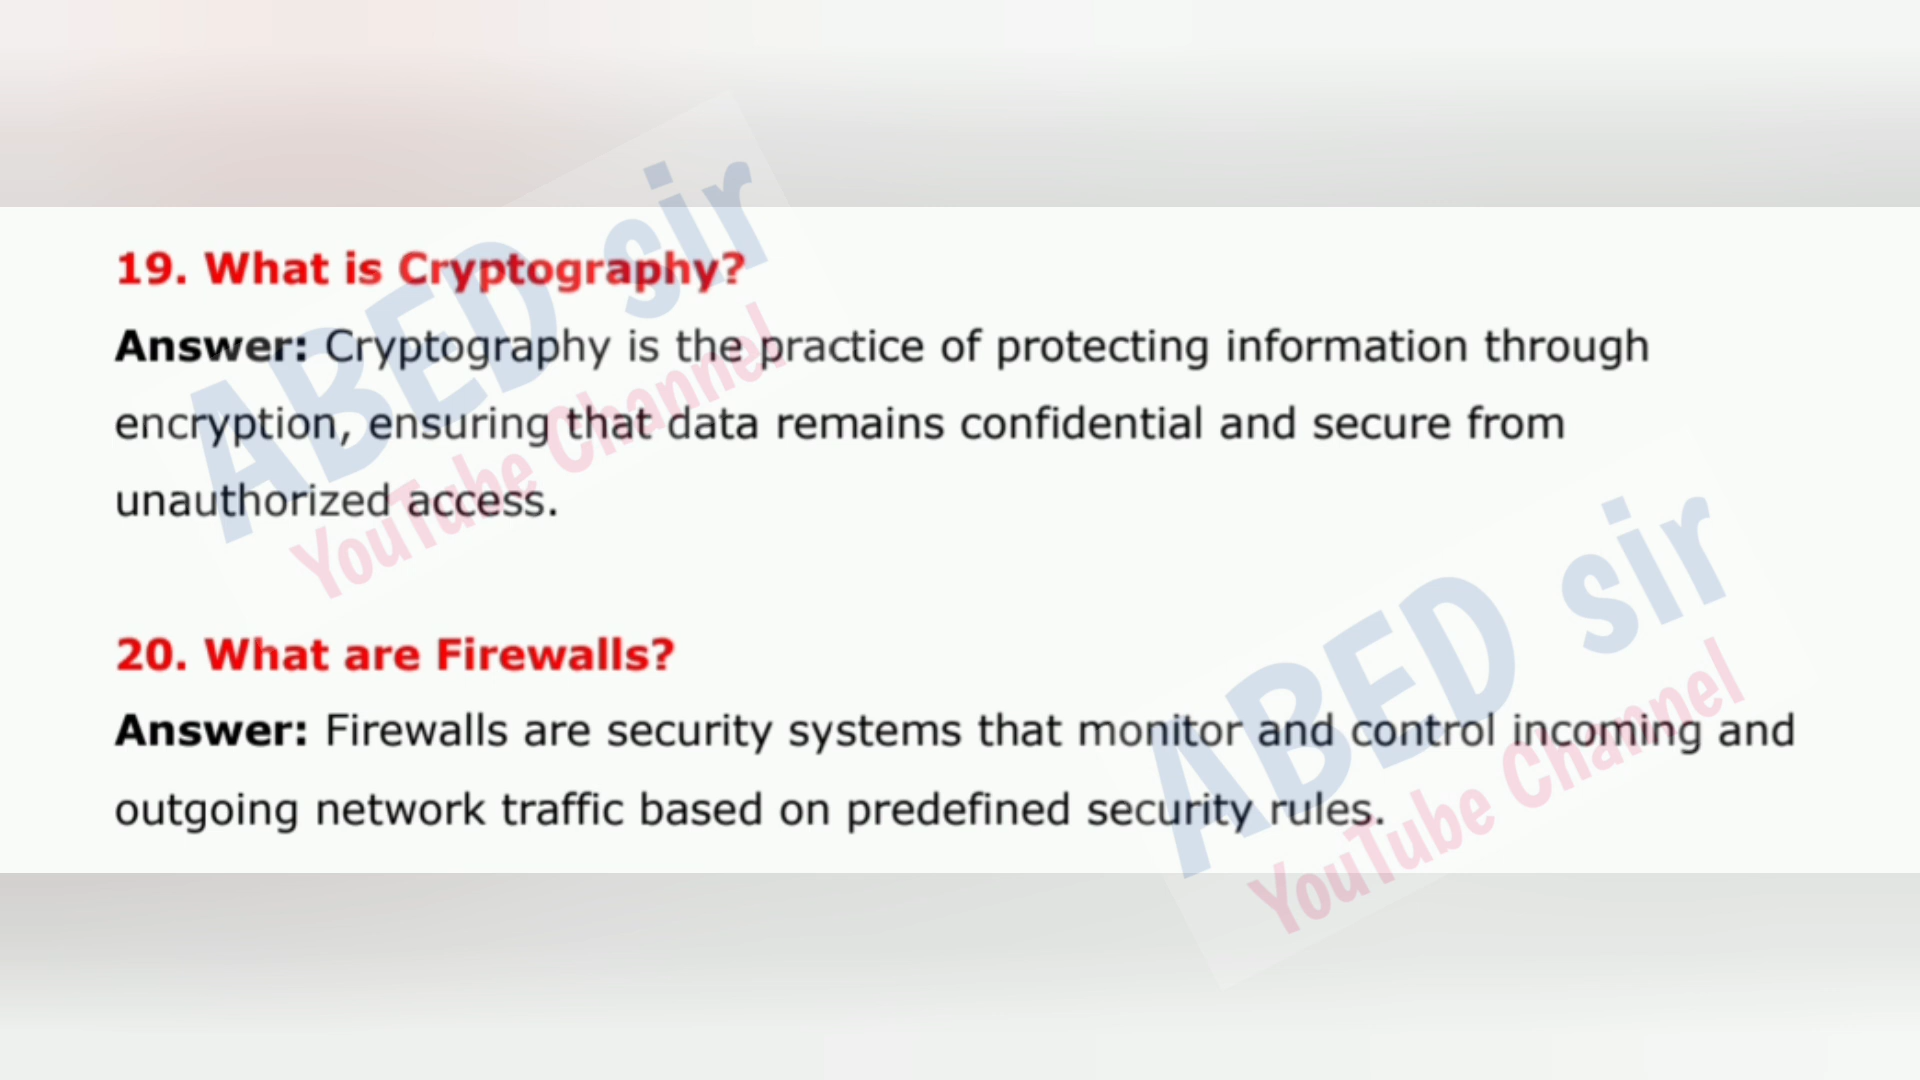 19. What is Cryptography?
Answer: Cryptography is the practice of protecting information through
encryption, ensuring that data remains confidential and secure from
unauthorized access.
20. What are Firewalls?
Answer: Firewalls are security systems that monitor and control incoming and
outgoing network traffic based on predefined security rules.
ABED sir
YouTube Channel
ABED sir
YouTube Channel